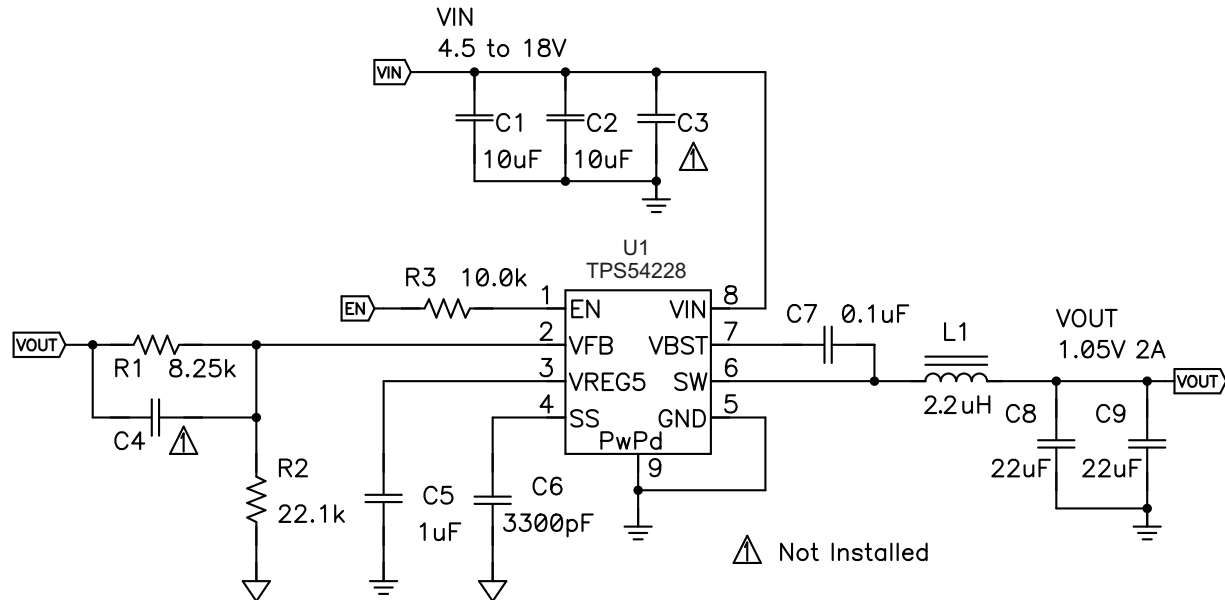 VIN
4.5 to 18V
VIN
C1
10uF
C2
10uF
C3
1
U1
TPS54228
R3 10.0k
EN
1
EN
2
VFB
3
VREG5
4
SS
VIN
8
VBST
7
SW
6
GND
5
PwPd
9
VOUT
R1 8.25k
C4
1
R2
22.1k
C5
1uF
C6
3300pF
C7 0.1uF
L1
2.2uH
VOUT
1.05V 2A
VOUT
C8
22uF
C9
22uF
1 Not Installed